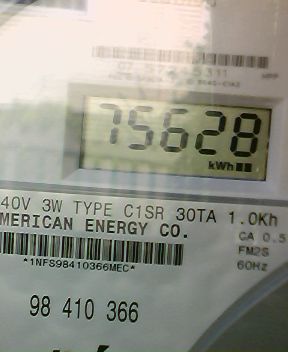 75628
kWh
40V 3W TYPE C1SR 30TA 1.0Kh
MERICAN ENERGY CO.
CA 0.5
*1NFS98410366MEC*
FM2S
60Hz
98 410 366